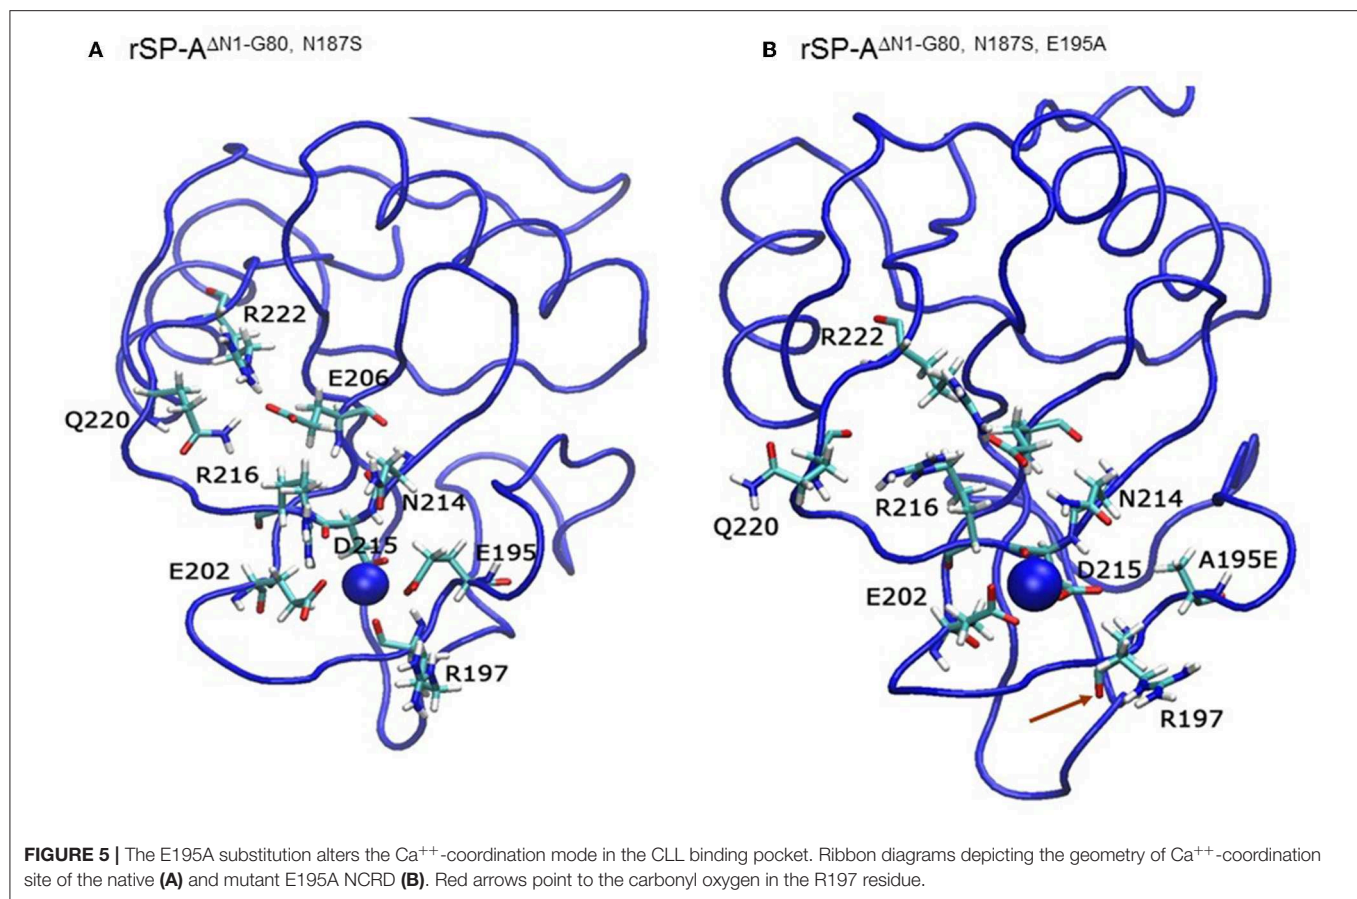 A rSP-A^ΔN1-G80, N187S
B rSP-A^ΔN1-G80, N187S, E195A
R222
E206
Q220
R216
N214
D215
E195
E202
R197
R222
R216
N214
Q220
D215
A195E
E202
R197
FIGURE 5 | The E195A substitution alters the Ca⁺⁺-coordination mode in the CLL binding pocket. Ribbon diagrams depicting the geometry of Ca⁺⁺-coordination
site of the native (A) and mutant E195A NCRD (B). Red arrows point to the carbonyl oxygen in the R197 residue.